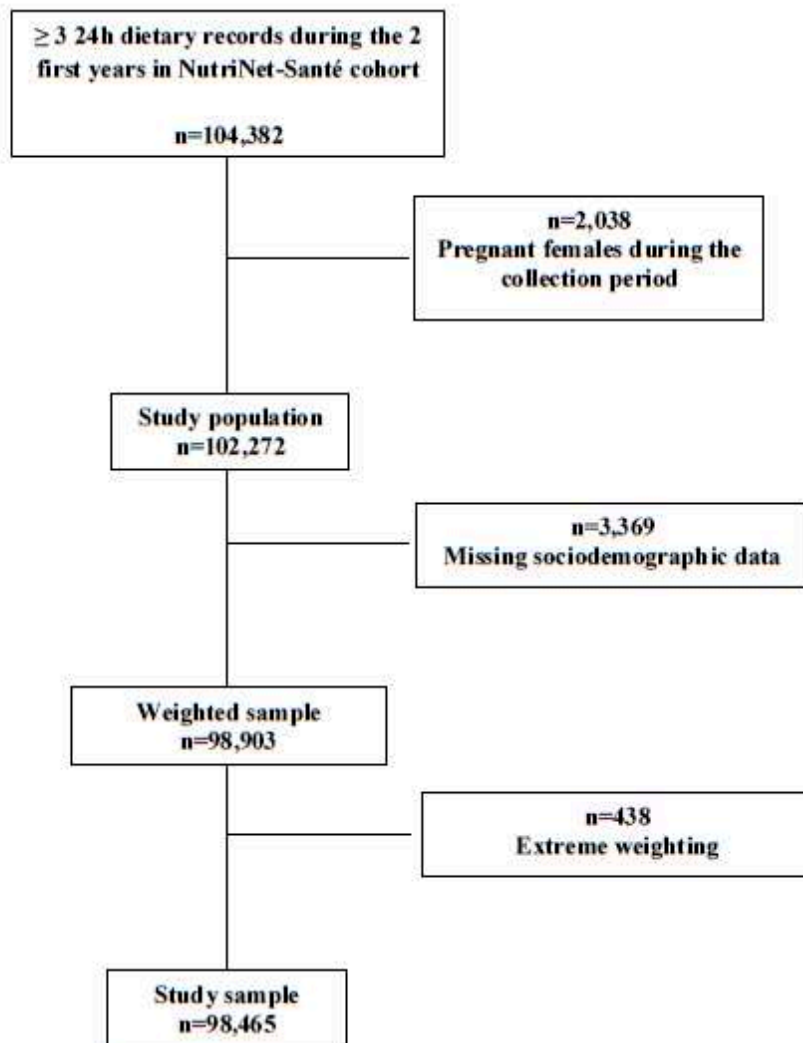 ≥ 3 24h dietary records during the 2
first years in NutriNet-Santé cohort
n=104,382
n=2,038
Pregnant females during the
collection period
Study population
n=102,272
n=3,369
Missing sociodemographic data
Weighted sample
n=98,903
n=438
Extreme weighting
Study sample
n=98,465